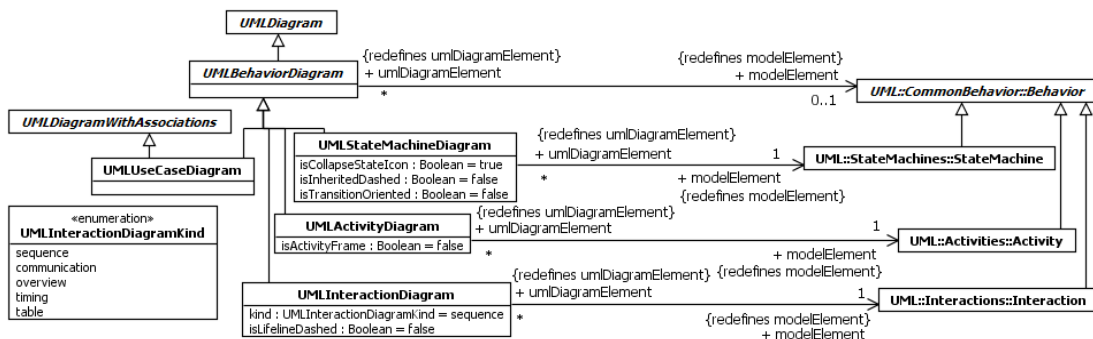 UMLDiagram
{redefines umlDiagramElement}
{redefines modelElement}
UMLBehaviorDiagram
+ umlDiagramElement
+ modelElement
*
0..1
UML::CommonBehavior::Behavior
UMLDiagramWithAssociations
UMLUseCaseDiagram
UMLStateMachineDiagram
isCollapseStateIcon : Boolean = true
isInheritedDashed : Boolean = false
isTransitionOriented : Boolean = false
{redefines umlDiagramElement}
+ umlDiagramElement
*
1
+ modelElement
{redefines modelElement}
UML::StateMachines::StateMachine
«enumeration»
UMLInteractionDiagramKind
sequence
communication
overview
timing
table
UMLActivityDiagram
isActivityFrame : Boolean = false
{redefines umlDiagramElement}
+ umlDiagramElement
*
1
+ modelElement
{redefines modelElement}
UML::Activities::Activity
UMLInteractionDiagram
kind : UMLInteractionDiagramKind = sequence
isLifelineDashed : Boolean = false
{redefines umlDiagramElement}
+ umlDiagramElement
*
1
{redefines modelElement}
+ modelElement
UML::Interactions::Interaction